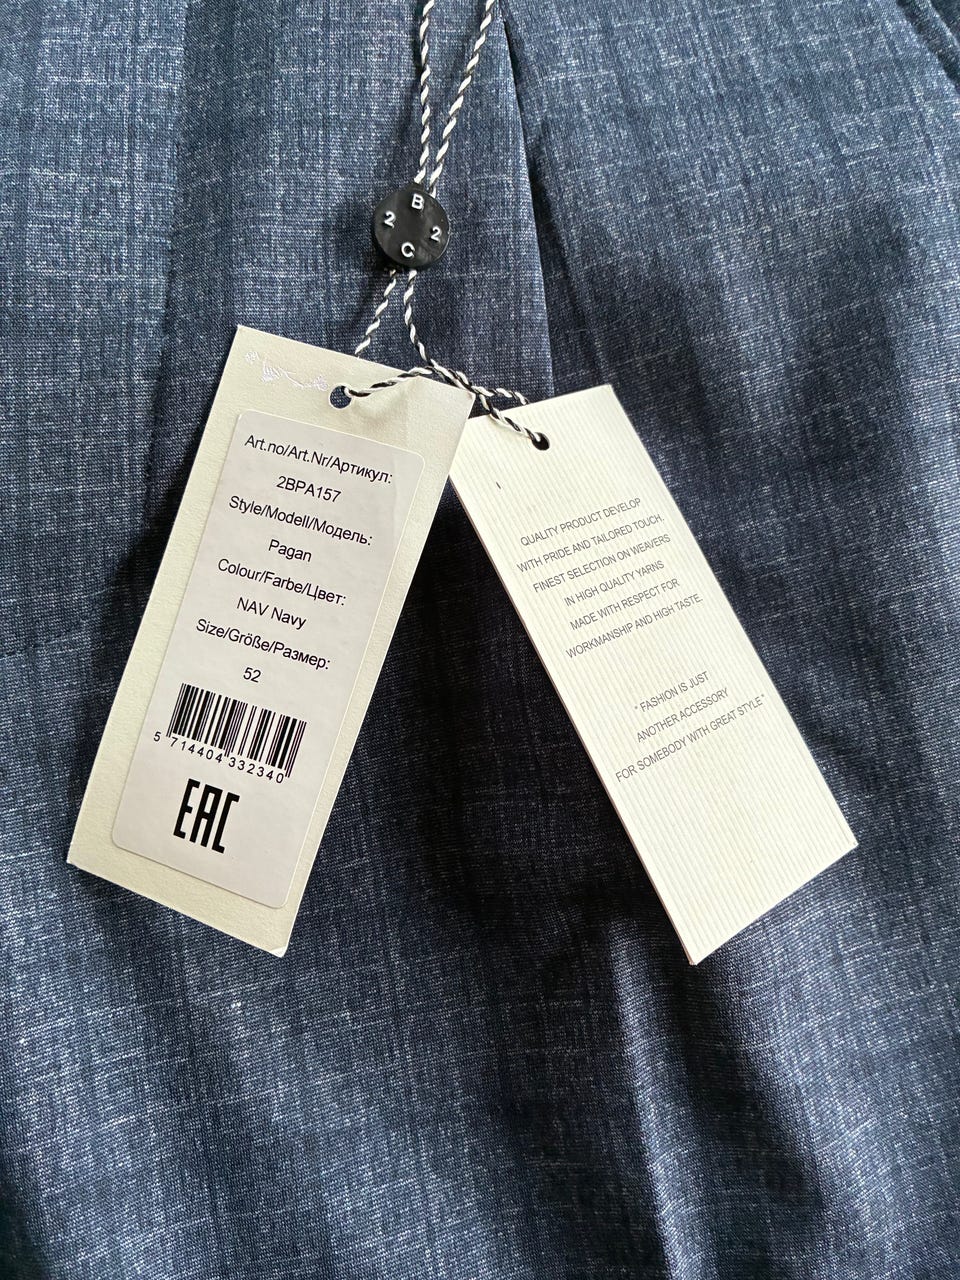 B
2 2
C
Art.no/Art.Nr/Артикул:
2BPA157
Style/Modell/Модель:
Pagan
Colour/Farbe/Цвет:
NAV Navy
Size/Größe/Размер:
52
5 714404 332340
EAC
QUALITY PRODUCT DEVELOP
WITH PRIDE AND TAILORED TOUCH.
FINEST SELECTION ON WEAVERS
IN HIGH QUALITY YARNS
MADE WITH RESPECT FOR
WORKMANSHIP AND HIGH TASTE.
" FASHION IS JUST
ANOTHER ACCESSORY
FOR SOMEBODY WITH GREAT STYLE"